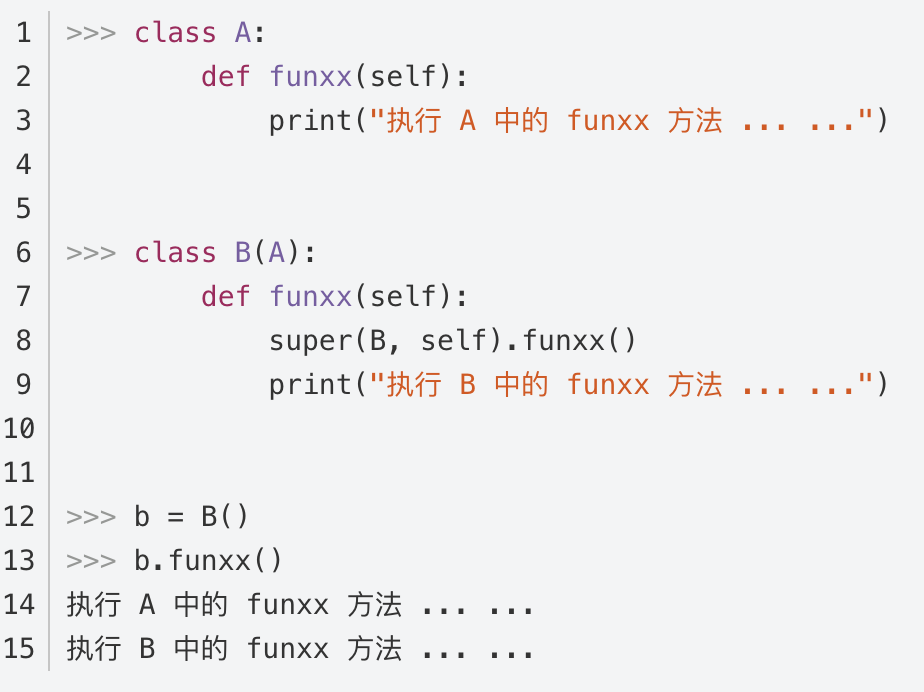 1 >>> class A:
2         def funxx(self):
3             print("执行 A 中的 funxx 方法 ... ...")
4
5
6 >>> class B(A):
7         def funxx(self):
8             super(B, self).funxx()
9             print("执行 B 中的 funxx 方法 ... ...")
10
11
12 >>> b = B()
13 >>> b.funxx()
14 执行 A 中的 funxx 方法 ... ...
15 执行 B 中的 funxx 方法 ... ...